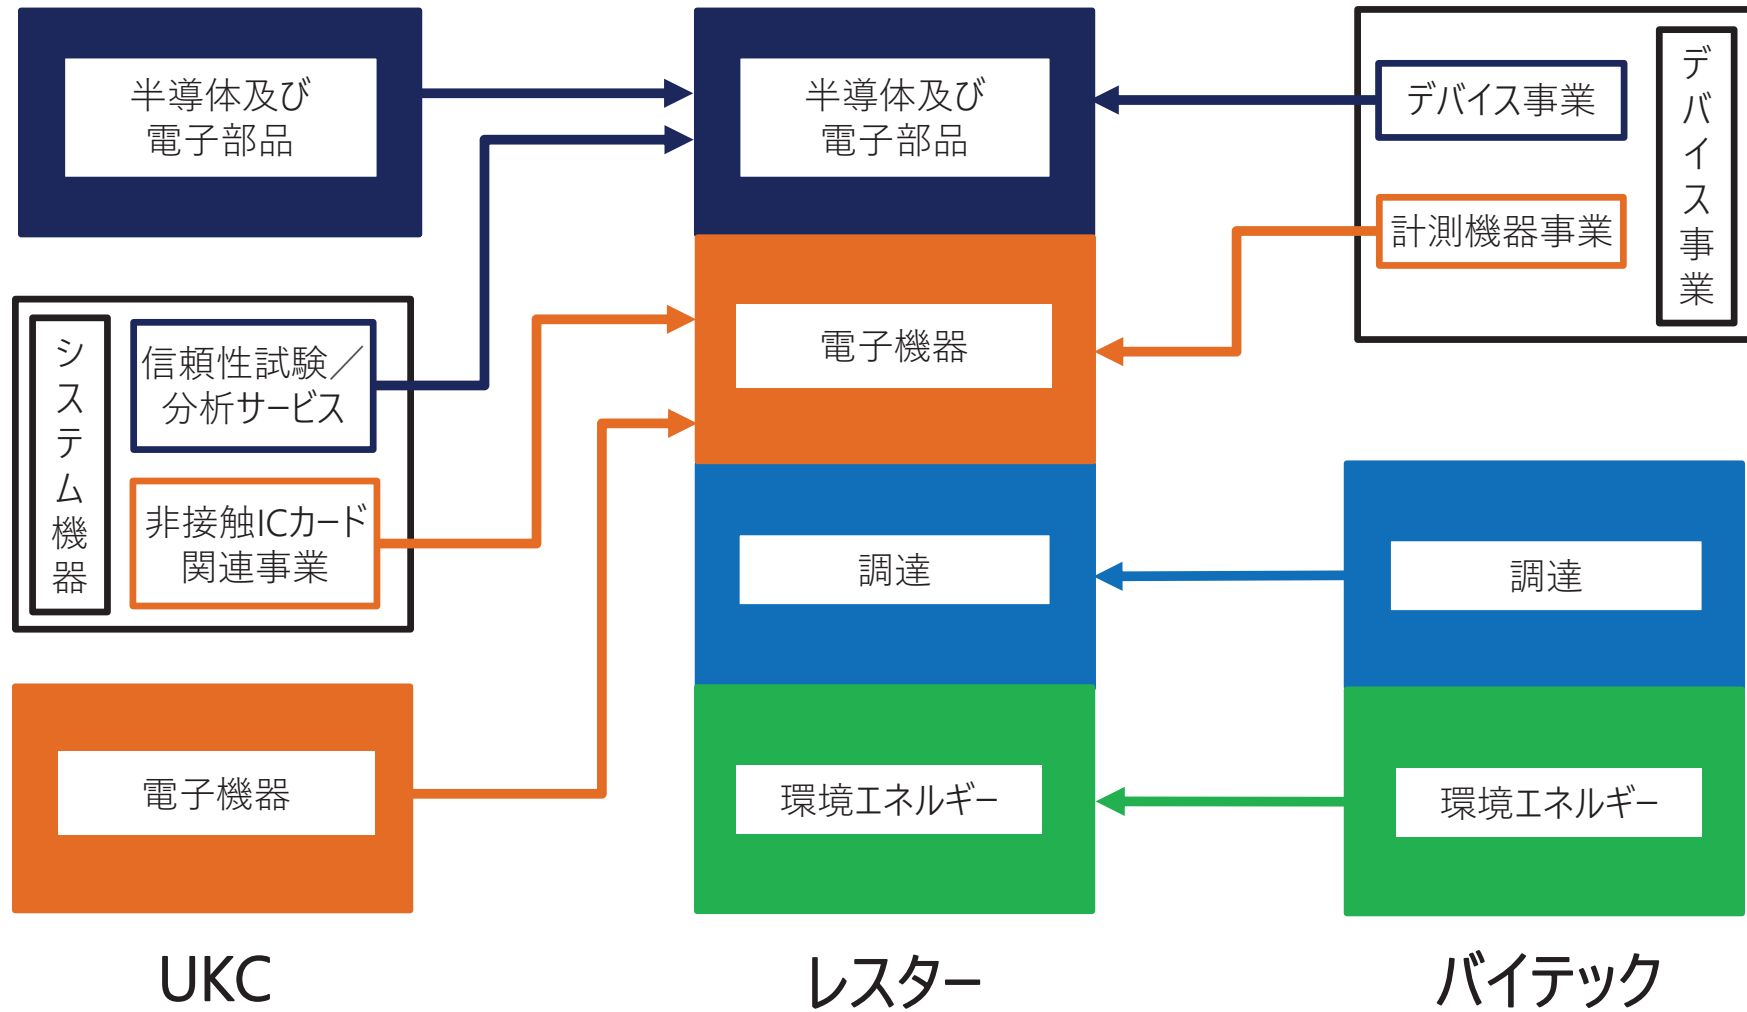 半導体及び
電子部品
システム機器
信頼性試験／
分析サービス
非接触ICカード
関連事業
電子機器
UKC
半導体及び
電子部品
電子機器
調達
環境エネルギー
レスター
デバイス事業
計測機器事業
デバイス事業
調達
環境エネルギー
バイテック